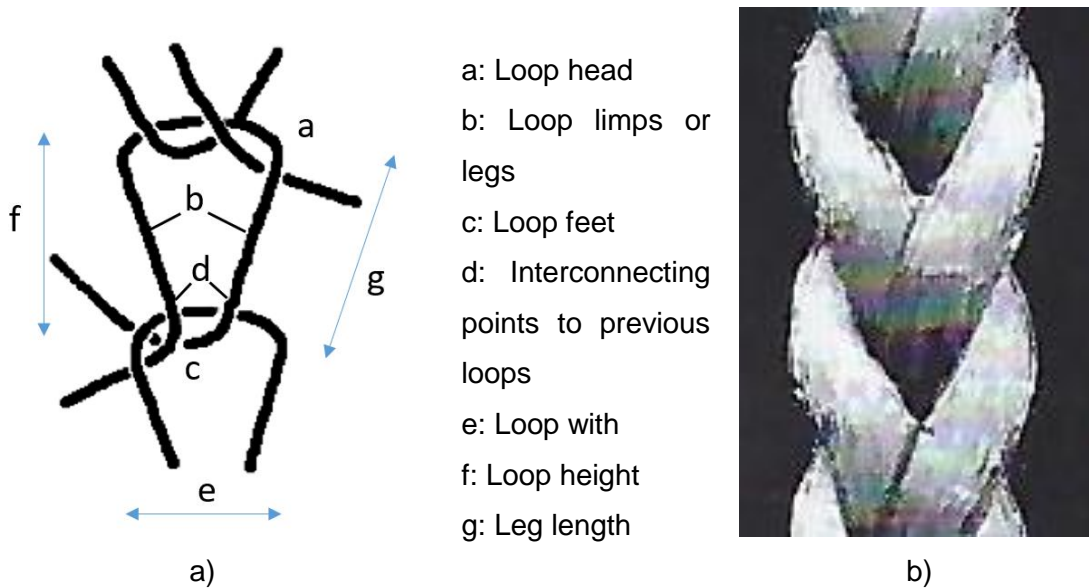 a
b
d
c
e
f
g
a: Loop head
b: Loop limps or
legs
c: Loop feet
d: Interconnecting
points to previous
loops
e: Loop with
f: Loop height
g: Leg length
a)
b)